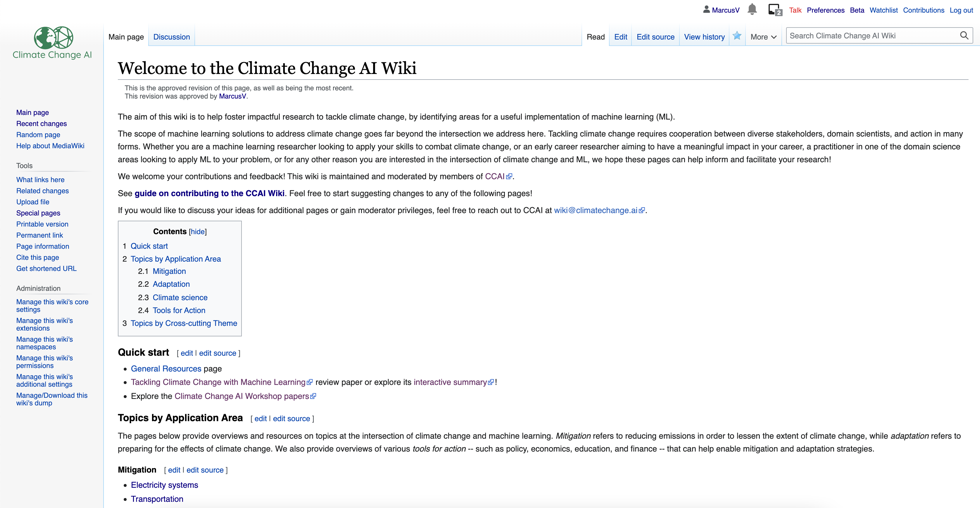 MarcusV 2 Talk Preferences Beta Watchlist Contributions Log out
Climate Change AI
Main page Discussion Read Edit Edit source View history More Search Climate Change AI Wiki
Welcome to the Climate Change AI Wiki
This is the approved revision of this page, as well as being the most recent.
This revision was approved by MarcusV.
Main page
Recent changes
Random page
Help about MediaWiki
Tools
What links here
Related changes
Upload file
Special pages
Printable version
Permanent link
Page information
Cite this page
Get shortened URL
Administration
Manage this wiki's core
settings
Manage this wiki's
extensions
Manage this wiki's
namespaces
Manage this wiki's
permissions
Manage this wiki's
additional settings
Manage/Download this
wiki's dump
The aim of this wiki is to help foster impactful research to tackle climate change, by identifying areas for a useful implementation of machine learning (ML).
The scope of machine learning solutions to address climate change goes far beyond the intersection we address here. Tackling climate change requires cooperation between diverse stakeholders, domain scientists, and action in many
forms. Whether you are a machine learning researcher looking to apply your skills to combat climate change, or an early career researcher aiming to have a meaningful impact in your career, a practitioner in one of the domain science
areas looking to apply ML to your problem, or for any other reason you are interested in the intersection of climate change and ML, we hope these pages can help inform and facilitate your research!
We welcome your contributions and feedback! This wiki is maintained and moderated by members of CCAI.
See guide on contributing to the CCAI Wiki. Feel free to start suggesting changes to any of the following pages!
If you would like to discuss your ideas for additional pages or gain moderator privileges, feel free to reach out to CCAI at wiki@climatechange.ai.
Contents [hide]
1 Quick start
2 Topics by Application Area
2.1 Mitigation
2.2 Adaptation
2.3 Climate science
2.4 Tools for Action
3 Topics by Cross-cutting Theme
Quick start [ edit | edit source ]
• General Resources page
• Tackling Climate Change with Machine Learning review paper or explore its interactive summary!
• Explore the Climate Change AI Workshop papers
Topics by Application Area [ edit | edit source ]
The pages below provide overviews and resources on topics at the intersection of climate change and machine learning. Mitigation refers to reducing emissions in order to lessen the extent of climate change, while adaptation refers to
preparing for the effects of climate change. We also provide overviews of various tools for action -- such as policy, economics, education, and finance -- that can help enable mitigation and adaptation strategies.
Mitigation [ edit | edit source ]
• Electricity systems
• Transportation